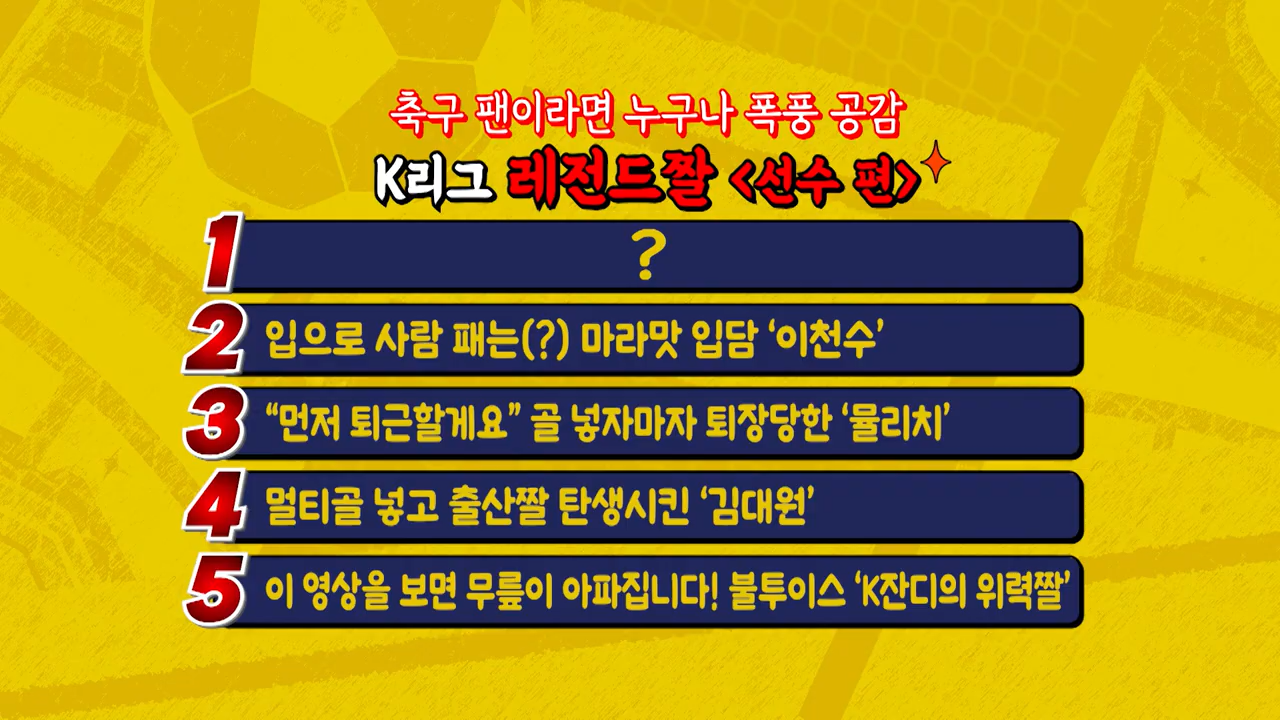 축구 팬이라면 누구나 폭풍 공감
K리그 레전드짤 <선수 편>
1 ?
2 입으로 사람 패는(?) 마라맛 입담 ‘이천수’
3 “먼저 퇴근할게요” 골 넣자마자 퇴장당한 ‘뮬리치’
4 멀티골 넣고 출산짤 탄생시킨 ‘김대원’
5 이 영상을 보면 무릎이 아파집니다! 불투이스 ‘K잔디의 위력짤’